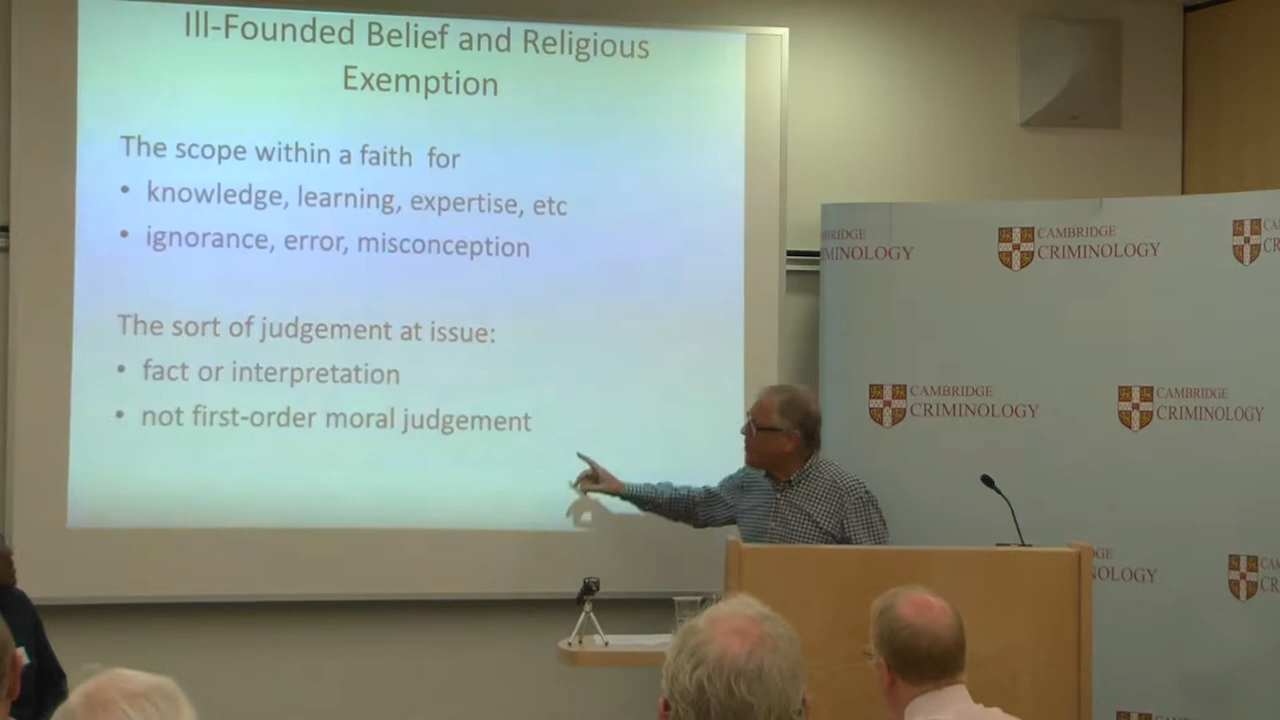 Ill-Founded Belief and Religious
Exemption
The scope within a faith for
• knowledge, learning, expertise, etc
• ignorance, error, misconception
The sort of judgement at issue:
• fact or interpretation
• not first-order moral judgement
CAMBRIDGE
CRIMINOLOGY
CAMBRIDGE
CRIMINOLOGY
CAMBRIDGE
CRIMINOLOGY